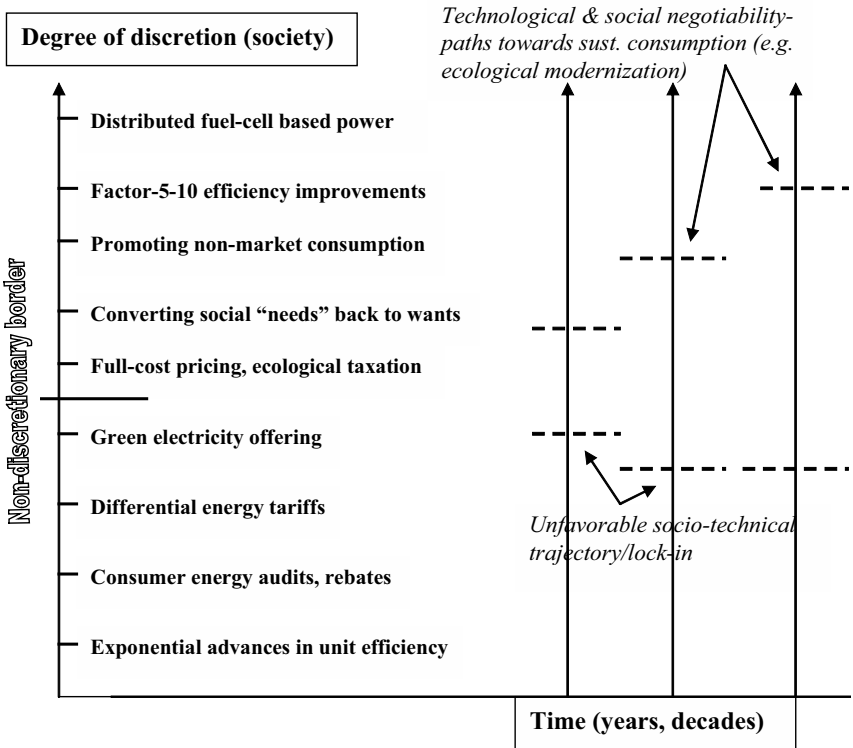 Degree of discretion (society)
Technological & social negotiability-
paths towards sust. consumption (e.g.
ecological modernization)
Distributed fuel-cell based power
Factor-5-10 efficiency improvements
Promoting non-market consumption
Converting social “needs” back to wants
Full-cost pricing, ecological taxation
Non-discretionary border
Green electricity offering
Differential energy tariffs
Consumer energy audits, rebates
Exponential advances in unit efficiency
Unfavorable socio-technical
trajectory/lock-in
Time (years, decades)